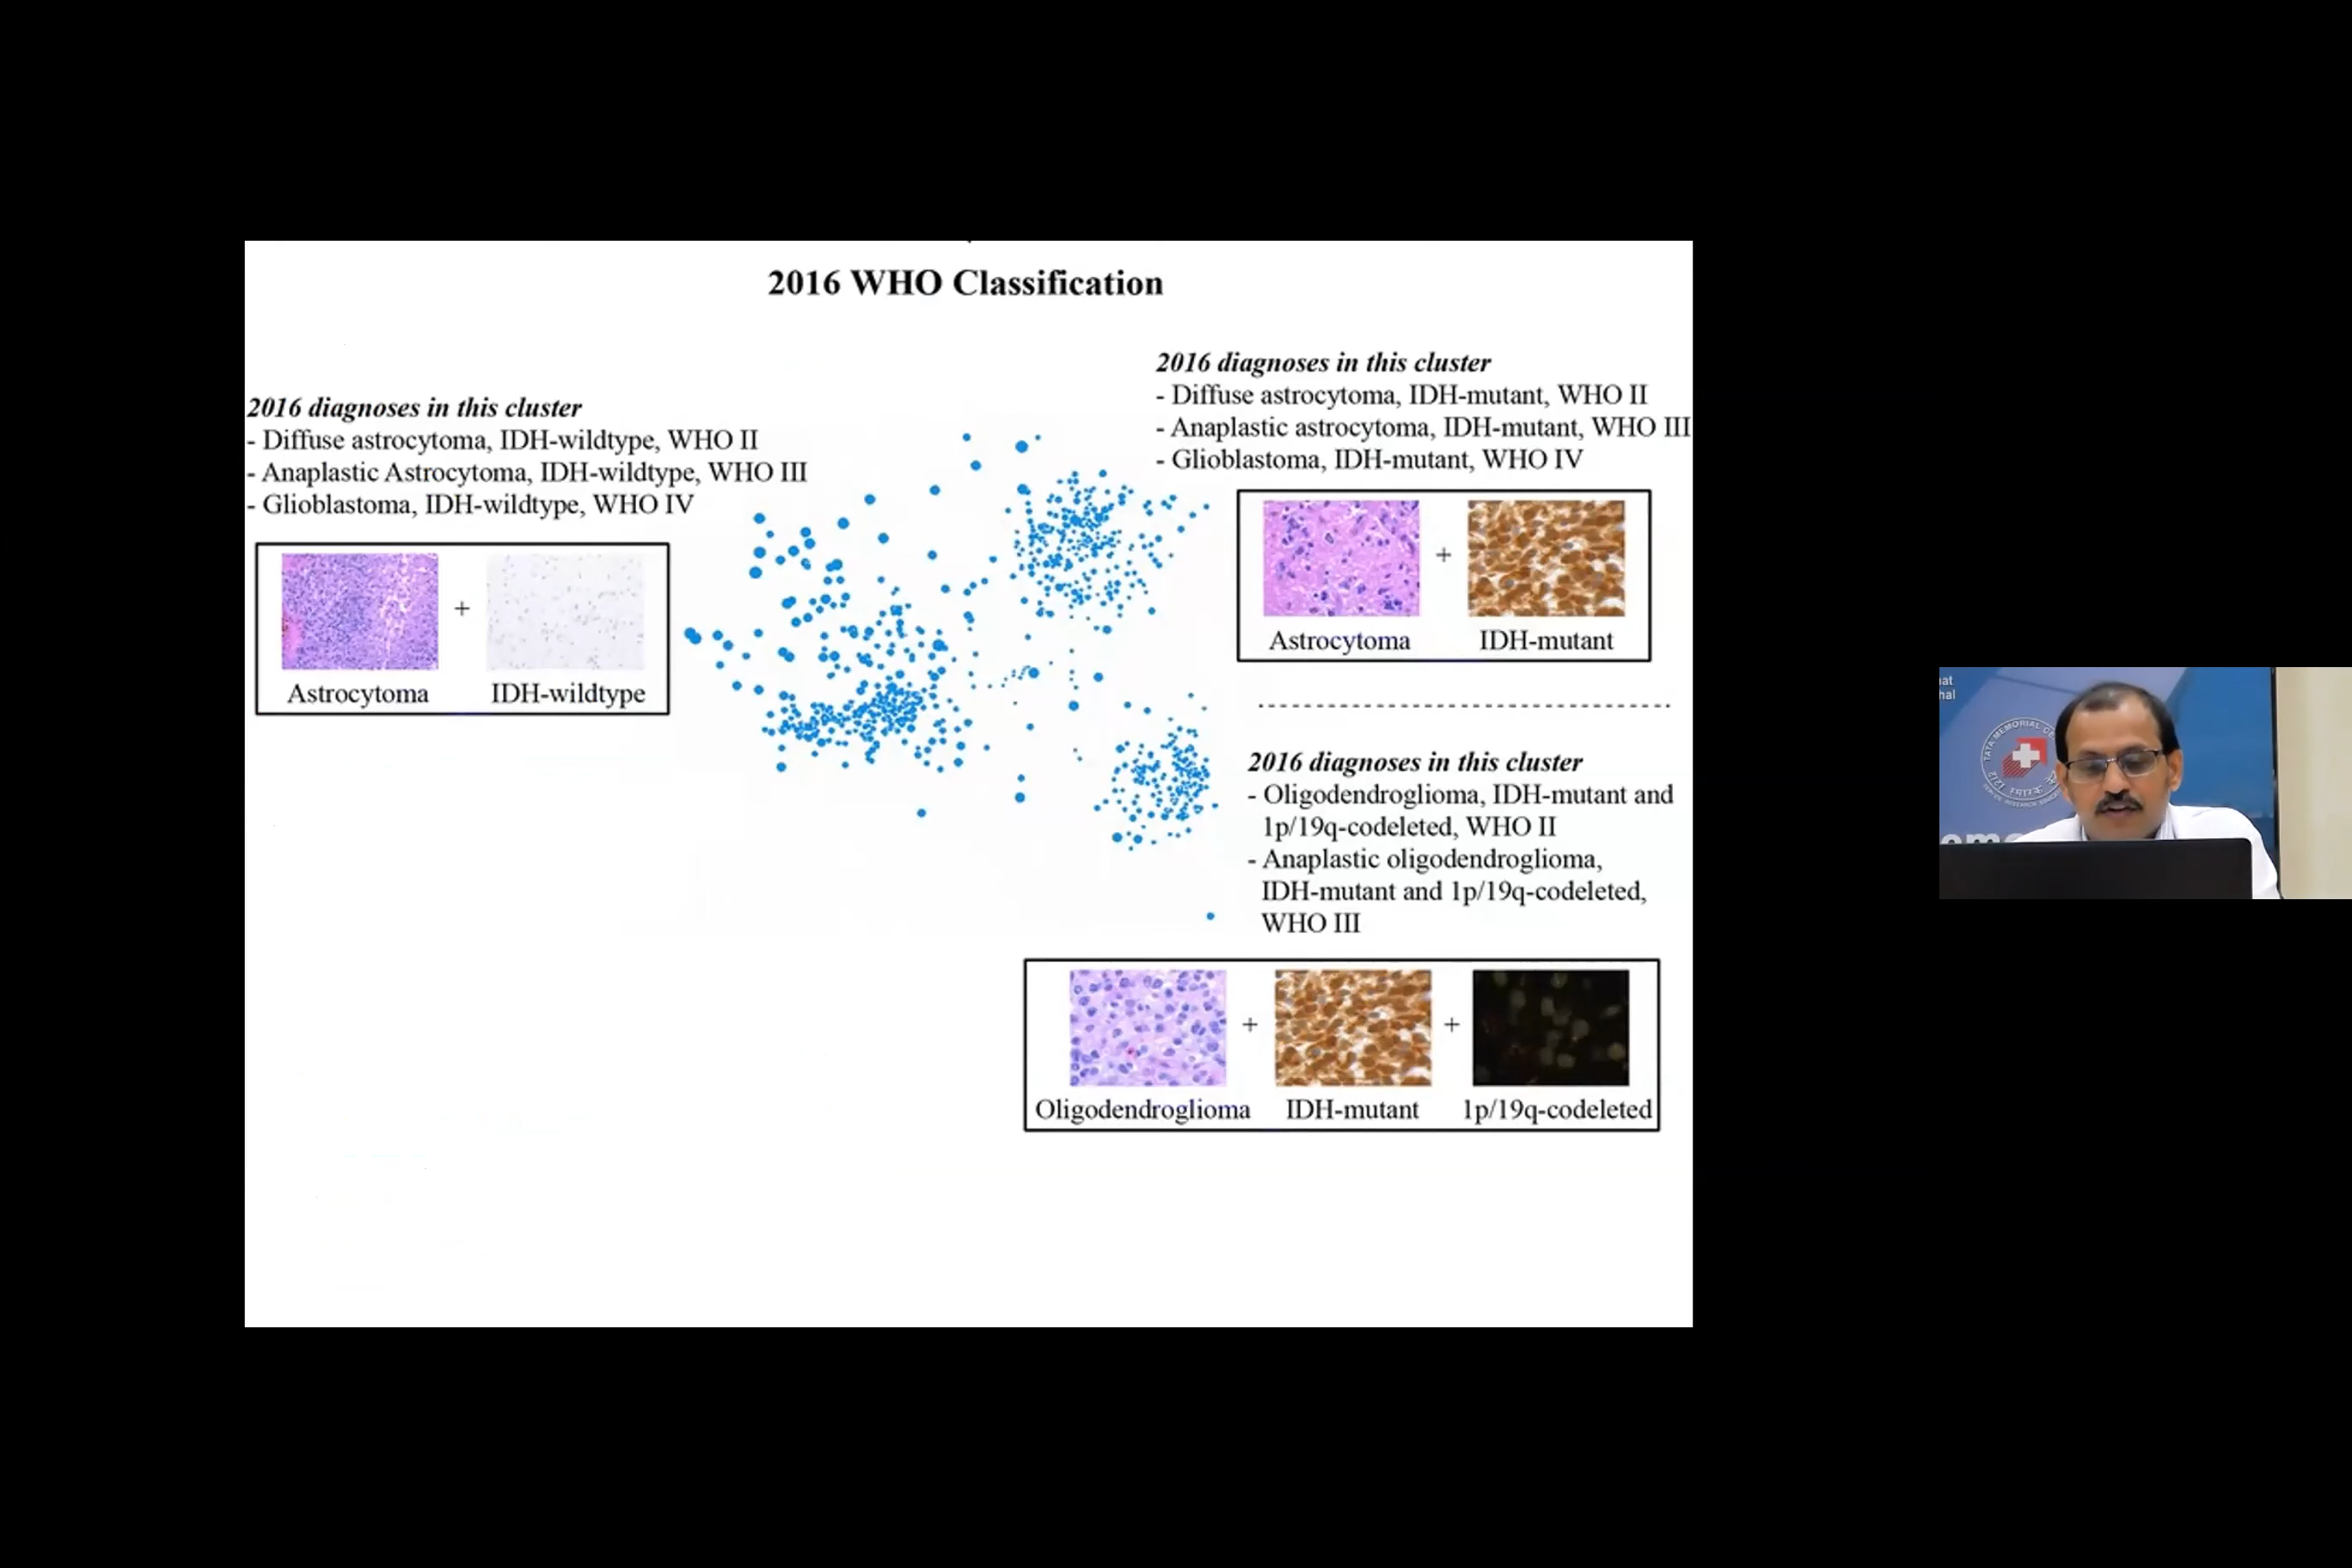 2016 WHO Classification
2016 diagnoses in this cluster
- Diffuse astrocytoma, IDH-wildtype, WHO II
- Anaplastic Astrocytoma, IDH-wildtype, WHO III
- Glioblastoma, IDH-wildtype, WHO IV
+
Astrocytoma IDH-wildtype
2016 diagnoses in this cluster
- Diffuse astrocytoma, IDH-mutant, WHO II
- Anaplastic astrocytoma, IDH-mutant, WHO III
- Glioblastoma, IDH-mutant, WHO IV
+
Astrocytoma IDH-mutant
2016 diagnoses in this cluster
- Oligodendroglioma, IDH-mutant and
1p/19q-codeleted, WHO II
- Anaplastic oligodendroglioma,
IDH-mutant and 1p/19q-codeleted,
WHO III
+ +
Oligodendroglioma IDH-mutant 1p/19q-codeleted
TATA MEMORIAL